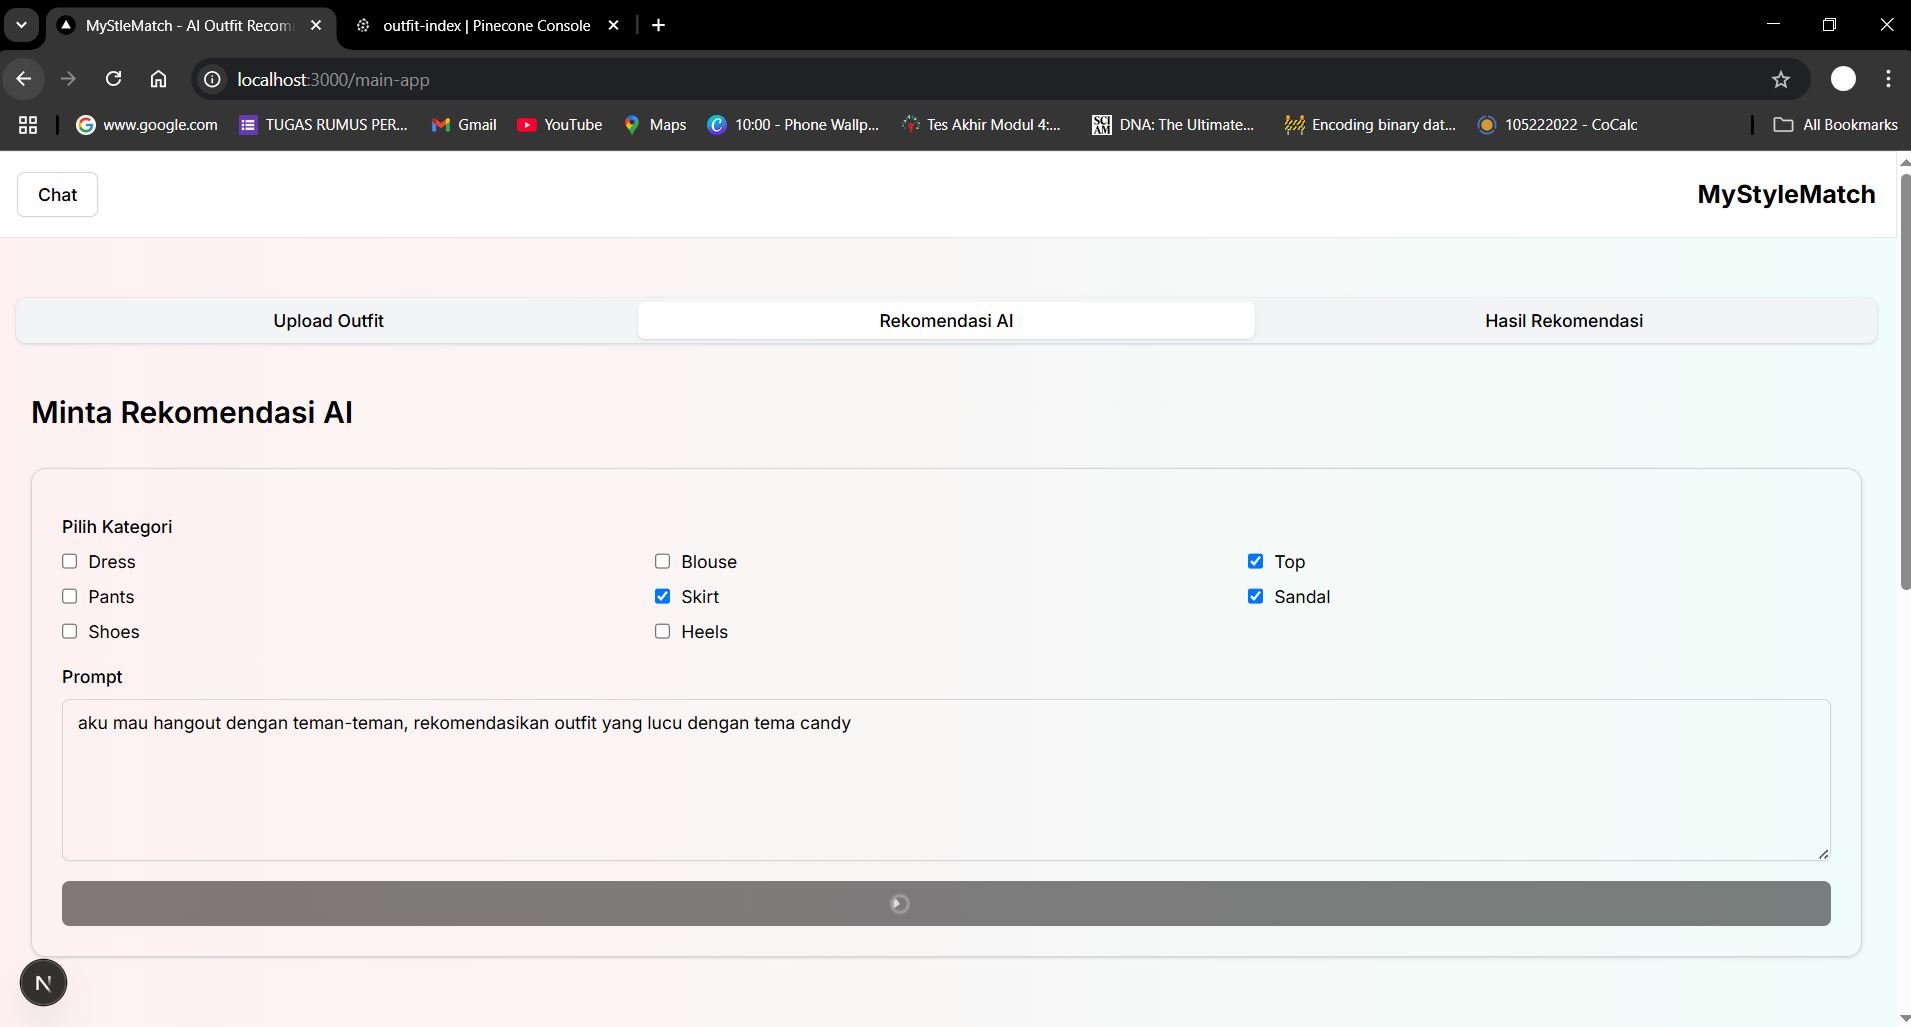 MyStleMatch - AI Outfit Recom
outfit-index | Pinecone Console
localhost:3000/main-app
www.google.com
TUGAS RUMUS PER...
Gmail
YouTube
Maps
10:00 - Phone Wallp...
Tes Akhir Modul 4:...
SCI AM
DNA: The Ultimate...
Encoding binary dat...
105222022 - CoCalc
All Bookmarks
Chat
MyStyleMatch
Upload Outfit
Rekomendasi AI
Hasil Rekomendasi
Minta Rekomendasi AI
Pilih Kategori
Dress
Blouse
Top
Pants
Skirt
Sandal
Shoes
Heels
Prompt
aku mau hangout dengan teman-teman, rekomendasikan outfit yang lucu dengan tema candy
N